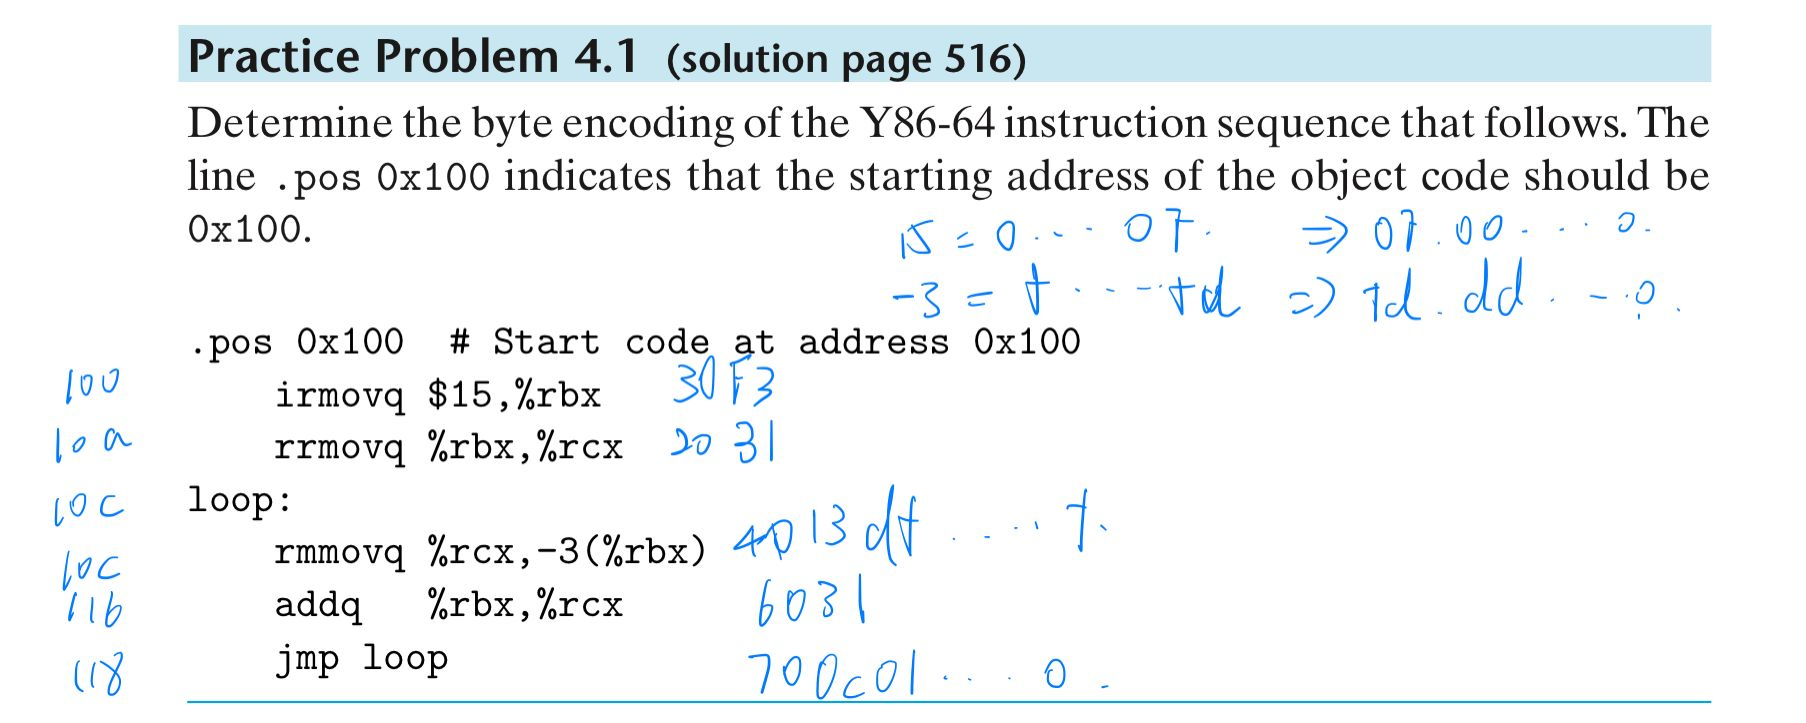 Practice Problem 4.1 (solution page 516)
Determine the byte encoding of the Y86-64 instruction sequence that follows. The
line .pos 0x100 indicates that the starting address of the object code should be
0x100.
15 = 0 ... 0 7. ⇒ 07.00. ... 0.
-3 = f ... fd ⇒ fd. dd. ... 0.
.pos 0x100 # Start code at address 0x100
100 irmovq $15,%rbx 30F3
10a rrmovq %rbx,%rcx 20 31
10c loop:
10c rmmovq %rcx,-3(%rbx) 4013 df .... f.
116 addq %rbx,%rcx 6031
118 jmp loop 700c01.... 0.